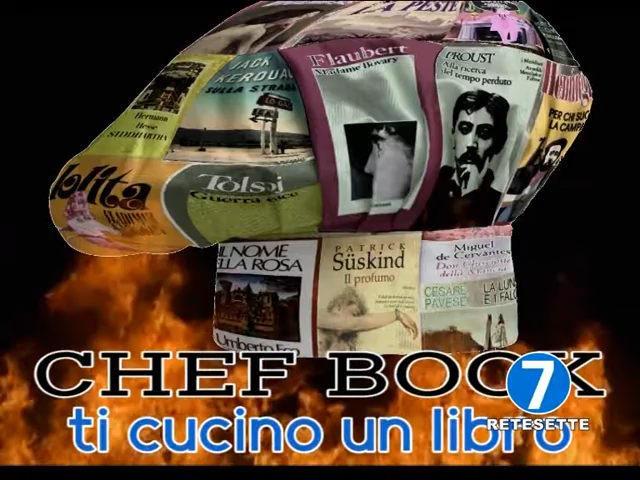 LA PESTE
JACK
KEROUAC
SULLA STRADA
Flaubert
Madame Bovary
PROUST
Alla ricerca
del tempo perduto
Hemingway
PER CHI SUONA
LA CAMPANA
Hermann
Hesse
SIDDHARTHA
lolita
Tolstoi
Guerra e pace
IL NOME
DELLA ROSA
Umberto Eco
PATRICK
Süskind
Il profumo
Miguel
de Cervantes
Don Chisciotte
della Mancia
CESARE
PAVESE
LA LUNA
E I FALÒ
CHEF BOOK
ti cucino un libro
7
RETESETTE